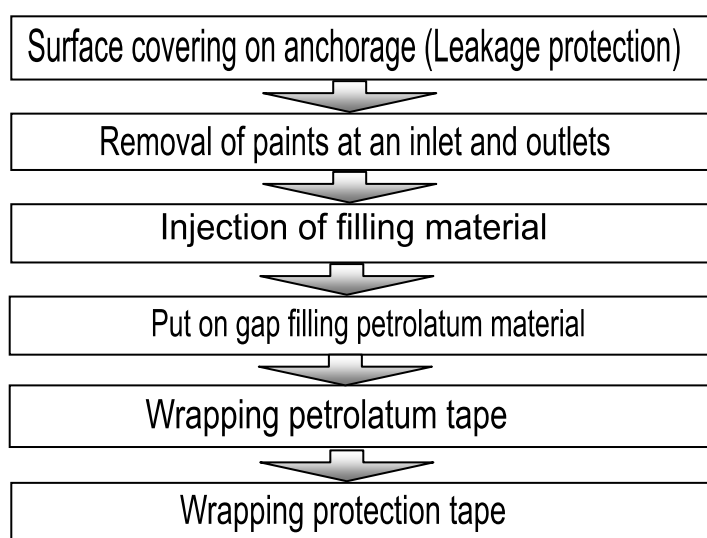 Surface covering on anchorage (Leakage protection)
Removal of paints at an inlet and outlets
Injection of filling material
Put on gap filling petrolatum material
Wrapping petrolatum tape
Wrapping protection tape